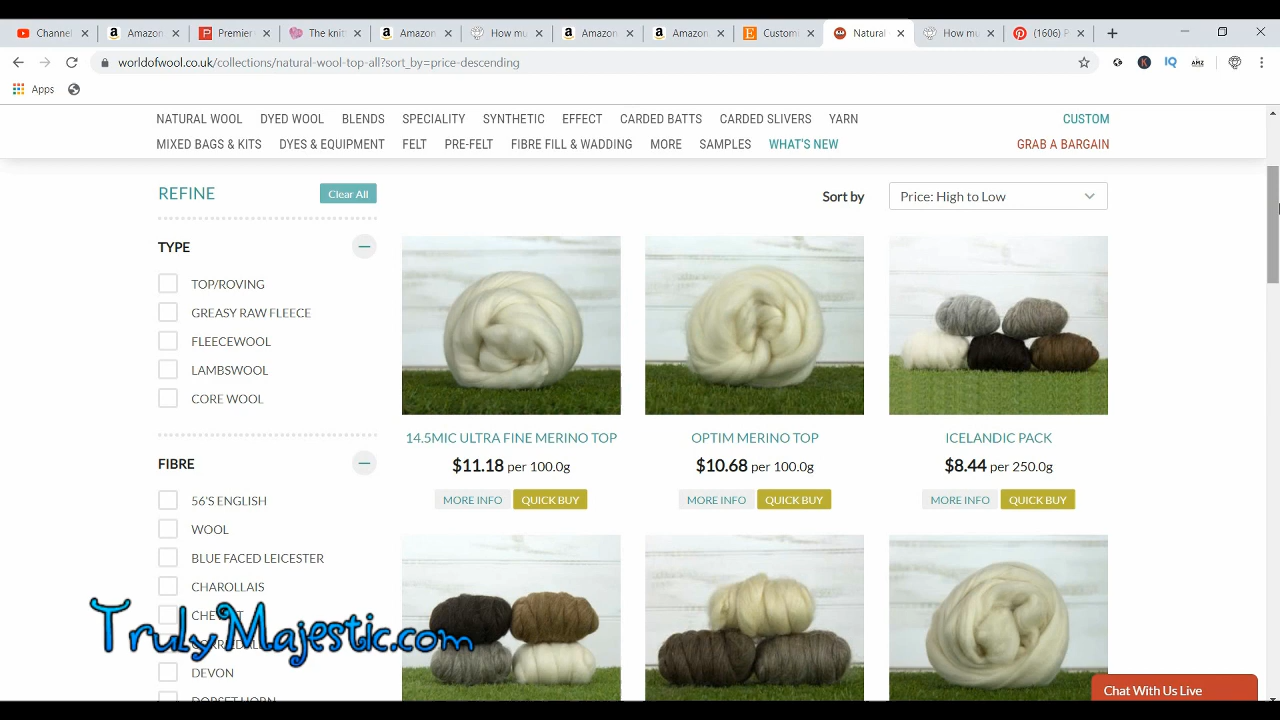 Channel
Amazon
Premier
The knit
Amazon
How mu
Amazon
Amazon
Custom
Natural
How mu
(1606) P
worldofwool.co.uk/collections/natural-wool-top-all?sort_by=price-descending
K
IQ
AMZ
Apps
NATURAL WOOL DYED WOOL BLENDS SPECIALITY SYNTHETIC EFFECT CARDED BATTS CARDED SLIVERS YARN CUSTOM
MIXED BAGS & KITS DYES & EQUIPMENT FELT PRE-FELT FIBRE FILL & WADDING MORE SAMPLES WHAT'S NEW GRAB A BARGAIN
REFINE
Clear All
Sort by
Price: High to Low
TYPE
TOP/ROVING
GREASY RAW FLEECE
FLEECEWOOL
LAMBSWOOL
CORE WOOL
FIBRE
56'S ENGLISH
WOOL
BLUE FACED LEICESTER
CHAROLLAIS
DEVON
DORSET HORN
14.5MIC ULTRA FINE MERINO TOP
$11.18 per 100.0g
MORE INFO QUICK BUY
OPTIM MERINO TOP
$10.68 per 100.0g
MORE INFO QUICK BUY
ICELANDIC PACK
$8.44 per 250.0g
MORE INFO QUICK BUY
TrulyMajestic.com
Chat With Us Live